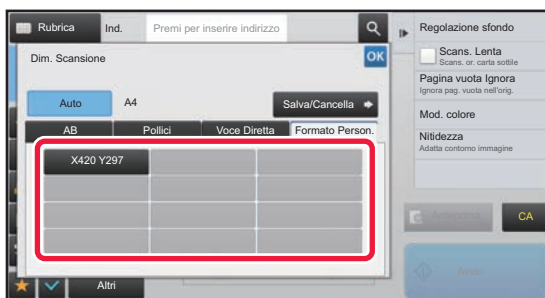 Rubrica
Ind.
Premi per inserire indirizzo
Dim. Scansione
OK
Auto
A4
Salva/Cancella
AB
Pollici
Voce Diretta
Formato Person.
X420 Y297
Altri
Regolazione sfondo
Scans. Lenta
Scans. or. carta sottile
Pagina vuota Ignora
Ignora pag. vuota nell'orig.
Mod. colore
Nitidezza
Adatta contorno immagine
Anteprima
CA
Avvio